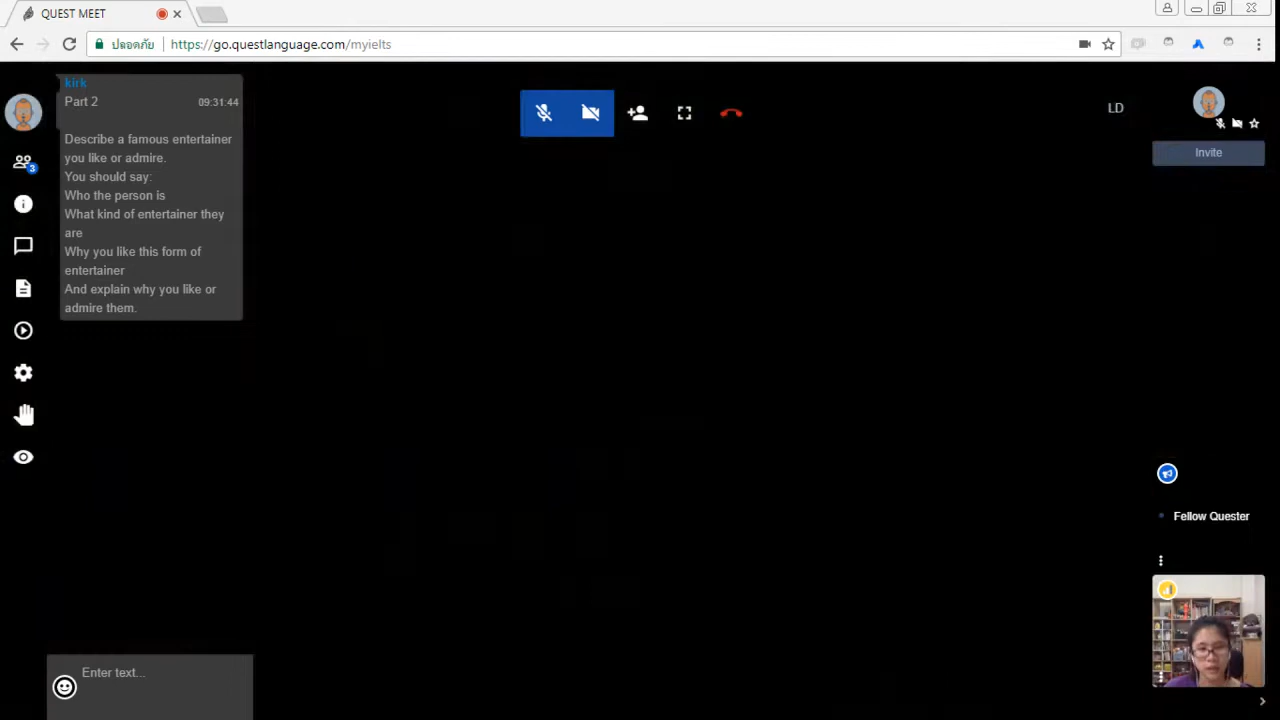 QUEST MEET
ปลอดภัย
https://go.questlanguage.com/myielts
kirk
Part 2
09:31:44
Describe a famous entertainer
you like or admire.
You should say:
Who the person is
What kind of entertainer they
are
Why you like this form of
entertainer
And explain why you like or
admire them.
3
LD
Invite
Fellow Quester
Enter text...